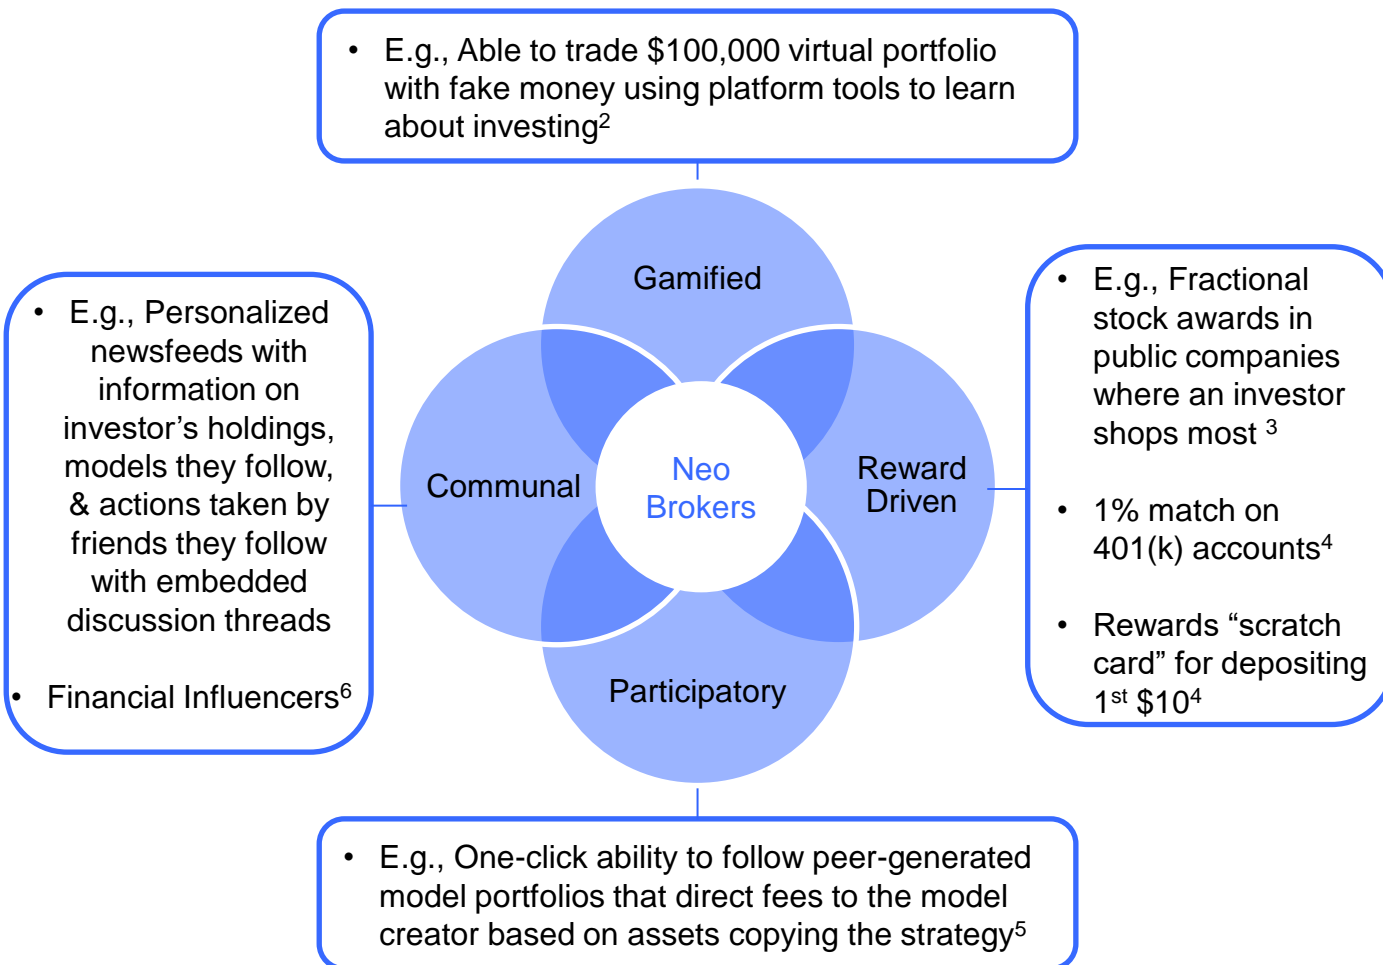 • E.g., Able to trade $100,000 virtual portfolio
with fake money using platform tools to learn
about investing²
Gamified
• E.g., Personalized
newsfeeds with
information on
investor’s holdings,
models they follow,
& actions taken by
friends they follow
with embedded
discussion threads
• Financial Influencers⁶
Communal
Neo
Brokers
Reward
Driven
• E.g., Fractional
stock awards in
public companies
where an investor
shops most ³
• 1% match on
401(k) accounts⁴
• Rewards “scratch
card” for depositing
1ˢᵗ $10⁴
Participatory
• E.g., One-click ability to follow peer-generated
model portfolios that direct fees to the model
creator based on assets copying the strategy⁵